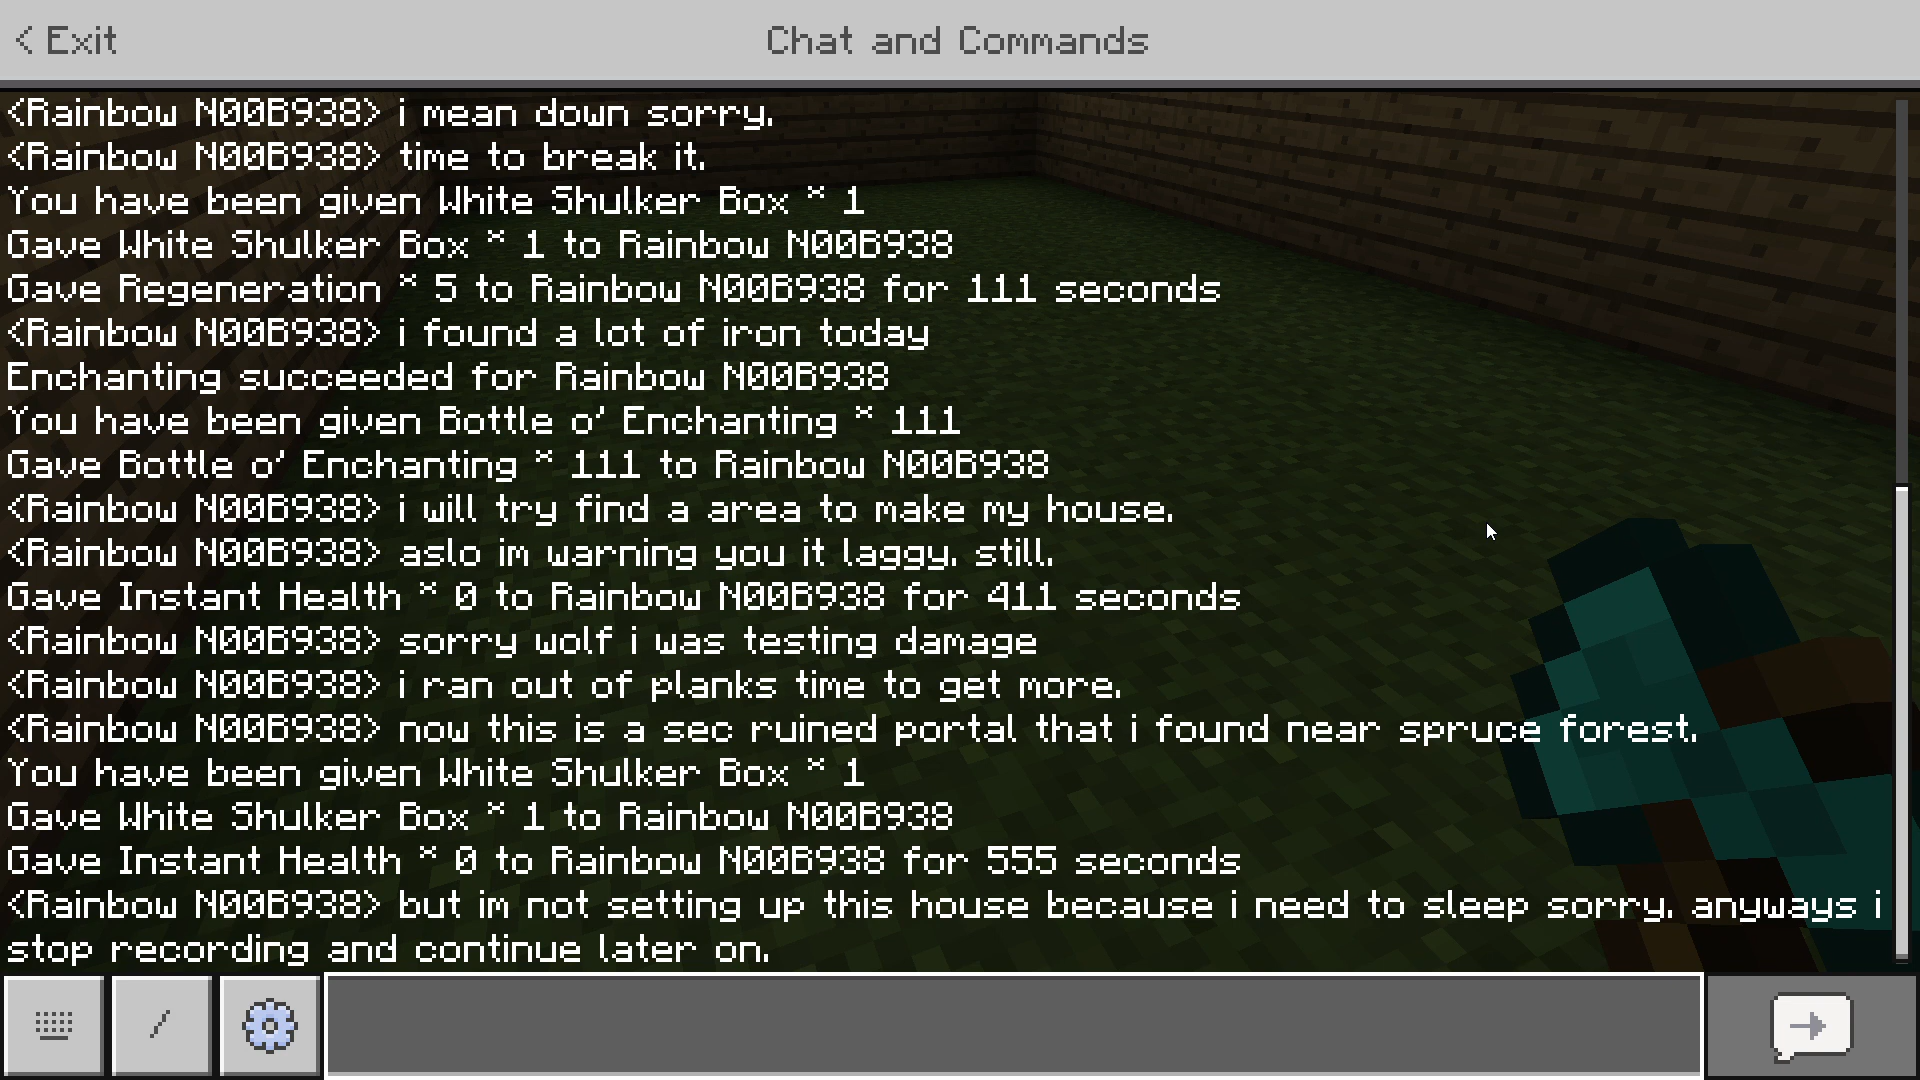 < Exit
Chat and Commands
<Rainbow N00B938> i mean down sorry.
<Rainbow N00B938> time to break it.
You have been given White Shulker Box * 1
Gave White Shulker Box * 1 to Rainbow N00B938
Gave Regeneration * 5 to Rainbow N00B938 for 111 seconds
<Rainbow N00B938> i found a lot of iron today
Enchanting succeeded for Rainbow N00B938
You have been given Bottle o' Enchanting * 111
Gave Bottle o' Enchanting * 111 to Rainbow N00B938
<Rainbow N00B938> i will try find a area to make my house.
<Rainbow N00B938> aslo im warning you it laggy. still.
Gave Instant Health * 0 to Rainbow N00B938 for 411 seconds
<Rainbow N00B938> sorry wolf i was testing damage
<Rainbow N00B938> i ran out of planks time to get more.
<Rainbow N00B938> now this is a sec ruined portal that i found near spruce forest.
You have been given White Shulker Box * 1
Gave White Shulker Box * 1 to Rainbow N00B938
Gave Instant Health * 0 to Rainbow N00B938 for 555 seconds
<Rainbow N00B938> but im not setting up this house because i need to sleep sorry. anyways i
stop recording and continue later on.
/